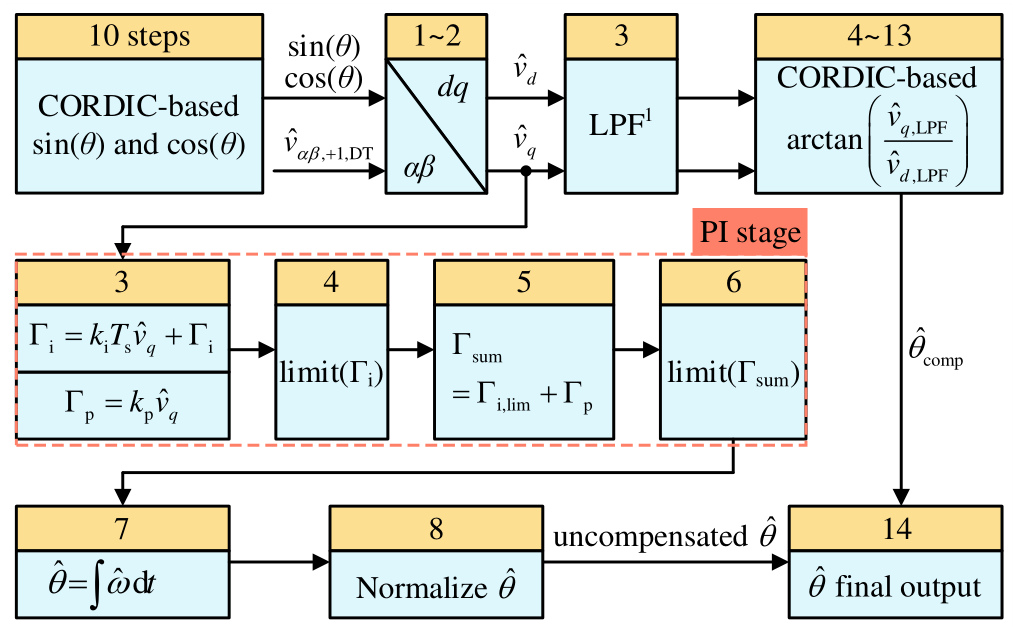 10 steps
CORDIC-based
sin(θ) and cos(θ)
sin(θ)
cos(θ)
v̂αβ,+1,DT
1~2
dq
αβ
v̂d
v̂q
3
LPF¹
4~13
CORDIC-based
arctan(v̂q,LPF / v̂d,LPF)
PI stage
3
Γi = kiTsv̂q + Γi
Γp = kpv̂q
4
limit(Γi)
5
Γsum
= Γi,lim + Γp
6
limit(Γsum)
θ̂comp
7
θ̂=∫ω̂dt
8
Normalize θ̂
uncompensated θ̂
14
θ̂ final output